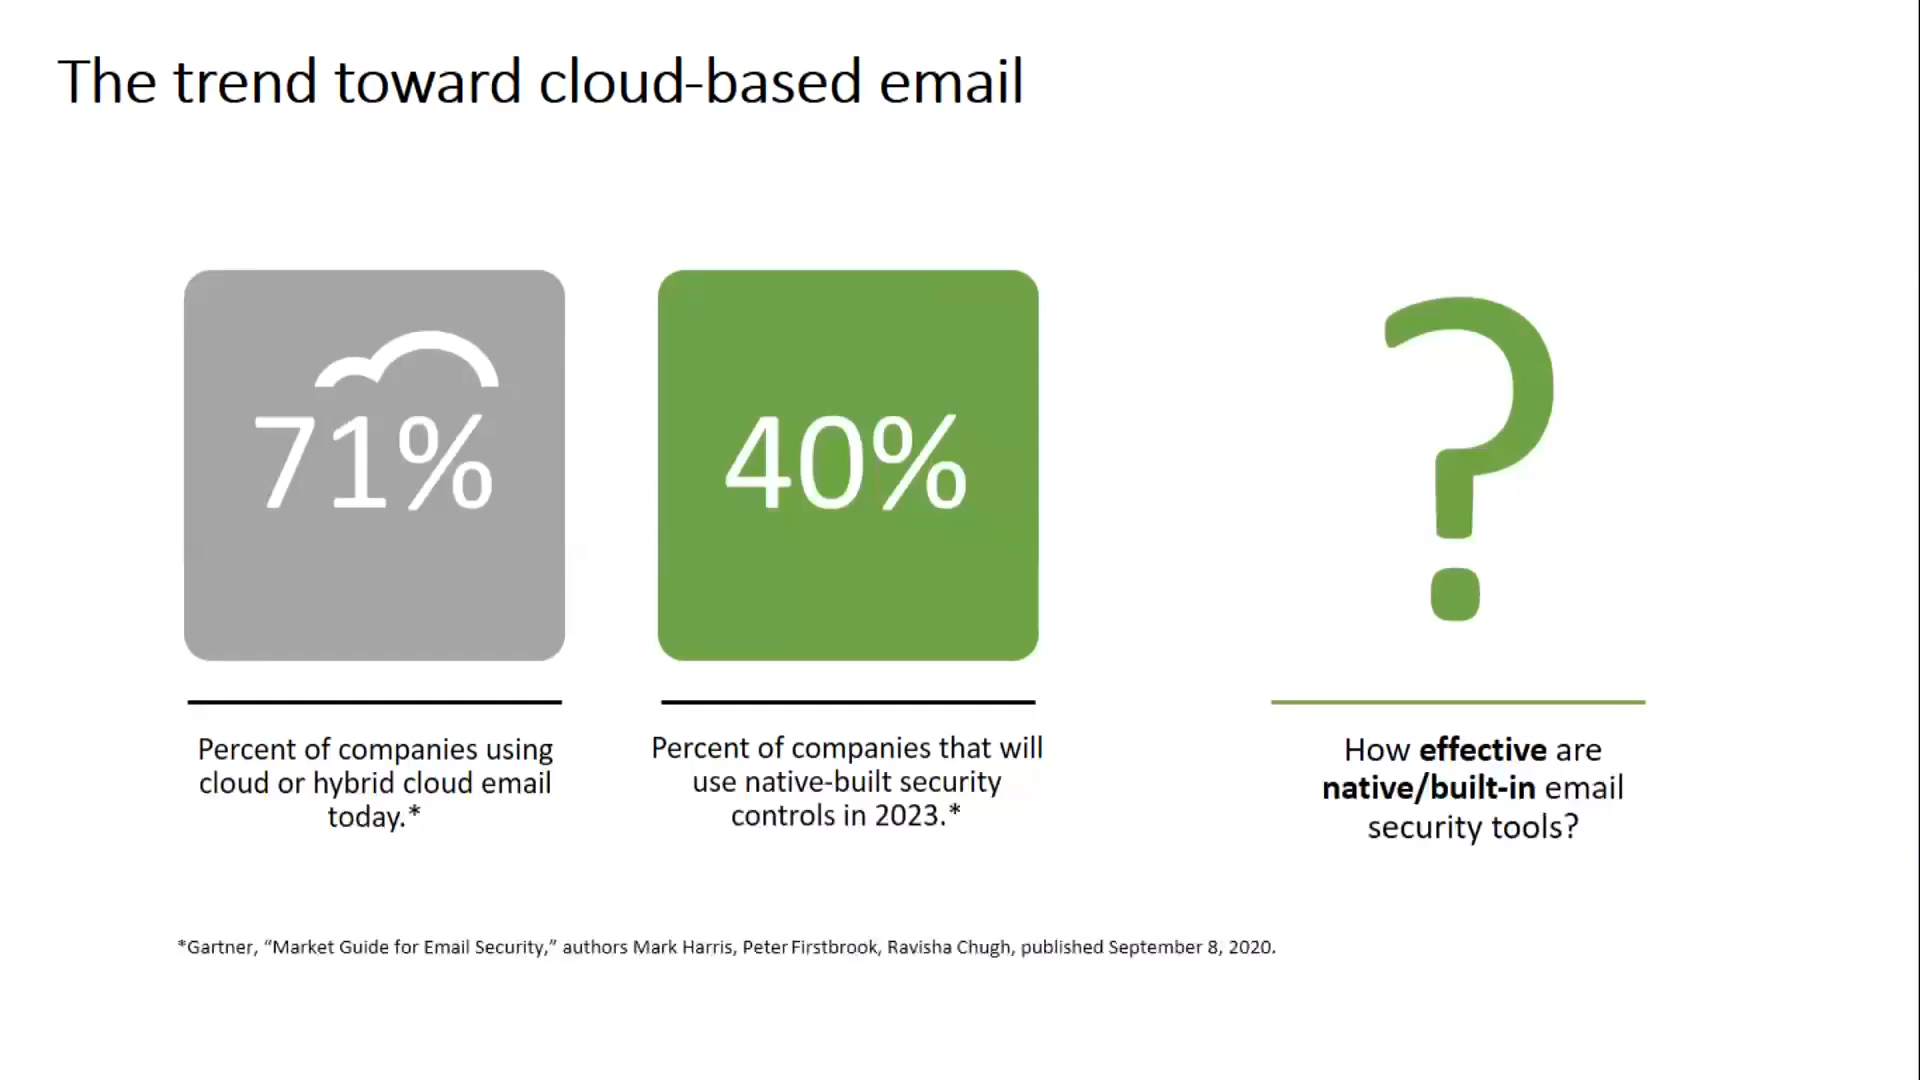 The trend toward cloud-based email
71%
Percent of companies using
cloud or hybrid cloud email
today.*
40%
Percent of companies that will
use native-built security
controls in 2023.*
?
How effective are
native/built-in email
security tools?
*Gartner, “Market Guide for Email Security,” authors Mark Harris, Peter Firstbrook, Ravisha Chugh, published September 8, 2020.